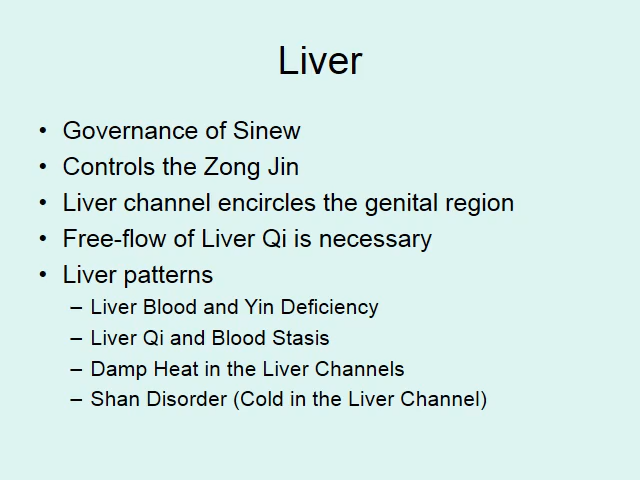 Liver
• Governance of Sinew
• Controls the Zong Jin
• Liver channel encircles the genital region
• Free-flow of Liver Qi is necessary
• Liver patterns
– Liver Blood and Yin Deficiency
– Liver Qi and Blood Stasis
– Damp Heat in the Liver Channels
– Shan Disorder (Cold in the Liver Channel)